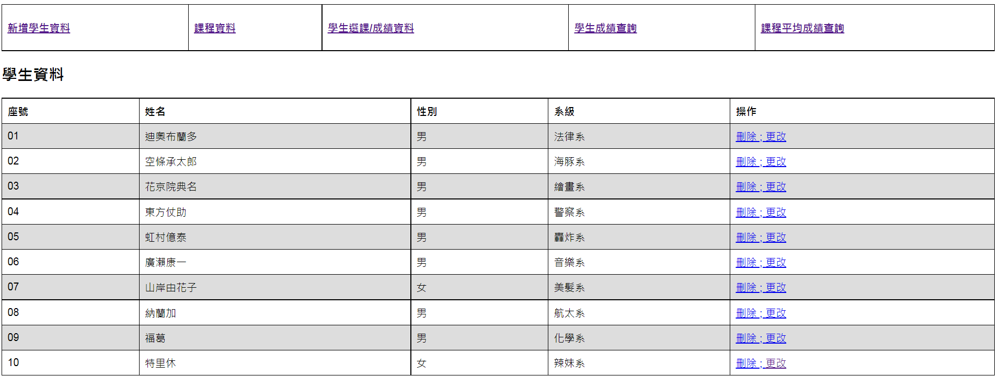 新增學生資料 課程資料 學生選課/成績資料 學生成績查詢 課程平均成績查詢
學生資料
座號 姓名 性別 系級 操作
01 迪奧布蘭多 男 法律系 刪除 ; 更改
02 空條承太郎 男 海豚系 刪除 ; 更改
03 花京院典名 男 繪畫系 刪除 ; 更改
04 東方仗助 男 警察系 刪除 ; 更改
05 虹村億泰 男 轟炸系 刪除 ; 更改
06 廣瀨康一 男 音樂系 刪除 ; 更改
07 山岸由花子 女 美髮系 刪除 ; 更改
08 納蘭加 男 航太系 刪除 ; 更改
09 福葛 男 化學系 刪除 ; 更改
10 特里休 女 辣妹系 刪除 ; 更改